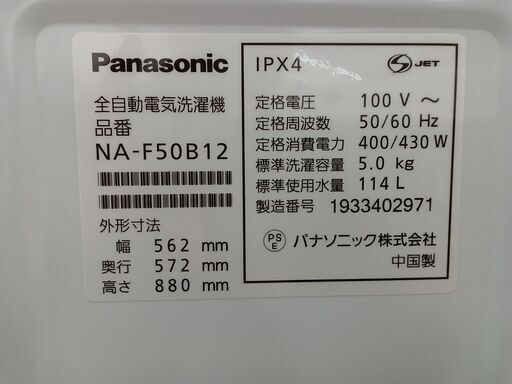 Panasonic
全自動電気洗濯機
品番
NA-F50B12
外形寸法
幅 562 mm
奥行 572 mm
高さ 880 mm
IPX4
S JET
定格電圧 100 V ～
定格周波数 50/60 Hz
定格消費電力 400/430 W
標準洗濯容量 5.0 kg
標準使用水量 114 L
製造番号 1933402971
PS E パナソニック株式会社
中国製